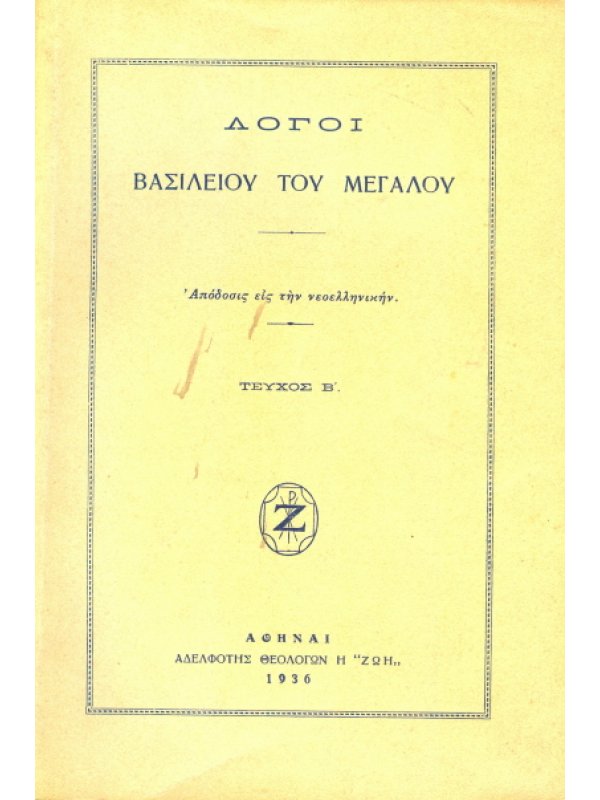 ΛΟΓΟΙ
ΒΑΣΙΛΕΙΟΥ ΤΟΥ ΜΕΓΑΛΟΥ
Ἀπόδοσις εἰς τὴν νεοελληνικήν.
ΤΕΥΧΟΣ Β΄.
Ζ
ΑΘΗΝΑΙ
ΑΔΕΛΦΟΤΗΣ ΘΕΟΛΟΓΩΝ Η "ΖΩΗ„
1936